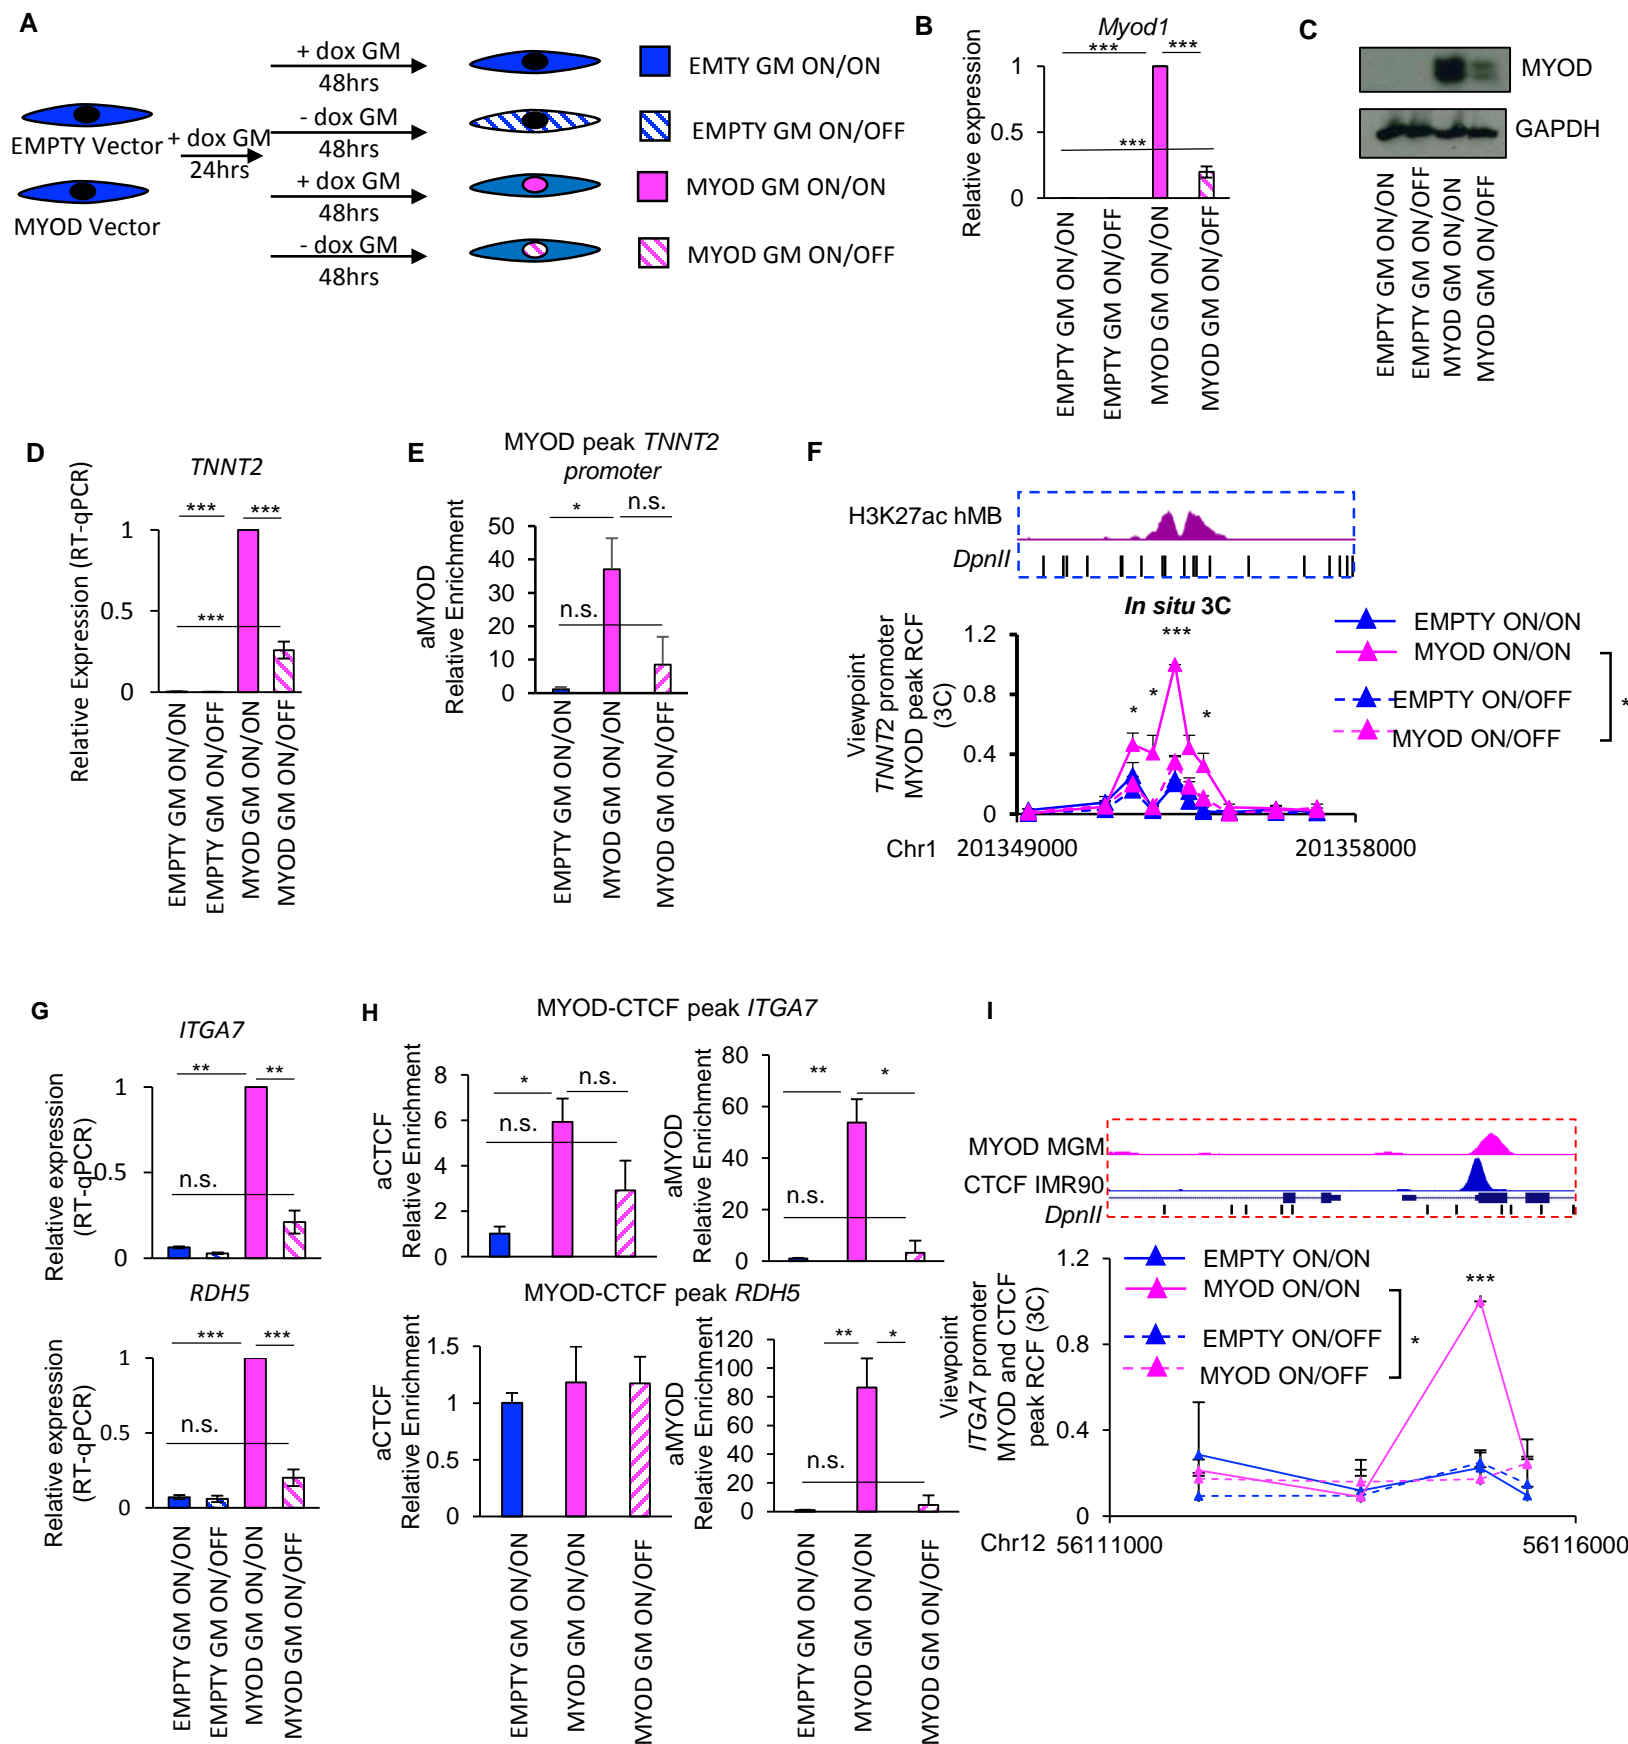 A
+ dox GM
48hrs
- dox GM
48hrs
+ dox GM
48hrs
- dox GM
48hrs
EMPTY Vector
+ dox GM
24hrs
MYOD Vector
EMTY GM ON/ON
EMPTY GM ON/OFF
MYOD GM ON/ON
MYOD GM ON/OFF
B
Myod1
Relative expression
1
0.5
0
***
***
***
EMPTY GM ON/ON
EMPTY GM ON/OFF
MYOD GM ON/ON
MYOD GM ON/OFF
C
MYOD
GAPDH
EMPTY GM ON/ON
EMPTY GM ON/OFF
MYOD GM ON/ON
MYOD GM ON/OFF
D
TNNT2
Relative Expression (RT-qPCR)
1
0.5
0
***
***
***
EMPTY GM ON/ON
EMPTY GM ON/OFF
MYOD GM ON/ON
MYOD GM ON/OFF
E
MYOD peak TNNT2
promoter
aMYOD
Relative Enrichment
50
40
30
20
10
0
*
n.s.
n.s.
EMPTY GM ON/ON
MYOD GM ON/ON
MYOD GM ON/OFF
F
H3K27ac hMB
DpnII
In situ 3C
Viewpoint
TNNT2 promoter
MYOD peak RCF
(3C)
1.2
0.8
0.4
0
*
*
***
*
EMPTY ON/ON
MYOD ON/ON
EMPTY ON/OFF
MYOD ON/OFF
*
Chr1
201349000
201358000
G
ITGA7
Relative expression
(RT-qPCR)
1
0.5
0
**
**
n.s.
RDH5
Relative expression
(RT-qPCR)
1
0.5
0
***
***
n.s.
EMPTY GM ON/ON
EMPTY GM ON/OFF
MYOD GM ON/ON
MYOD GM ON/OFF
H
MYOD-CTCF peak ITGA7
aCTCF
Relative Enrichment
8
6
4
2
0
*
n.s.
n.s.
aMYOD
Relative Enrichment
80
60
40
20
0
**
*
n.s.
MYOD-CTCF peak RDH5
aCTCF
Relative Enrichment
1.5
1
0.5
0
EMPTY GM ON/ON
MYOD GM ON/ON
MYOD GM ON/OFF
aMYOD
Relative Enrichment
120
100
80
60
40
20
0
**
*
n.s.
EMPTY GM ON/ON
MYOD GM ON/ON
MYOD GM ON/OFF
I
MYOD MGM
CTCF IMR90
DpnII
Viewpoint
ITGA7 promoter
MYOD and CTCF
peak RCF (3C)
1.2
0.8
0.4
0
EMPTY ON/ON
MYOD ON/ON
EMPTY ON/OFF
MYOD ON/OFF
*
***
Chr12
56111000
56116000